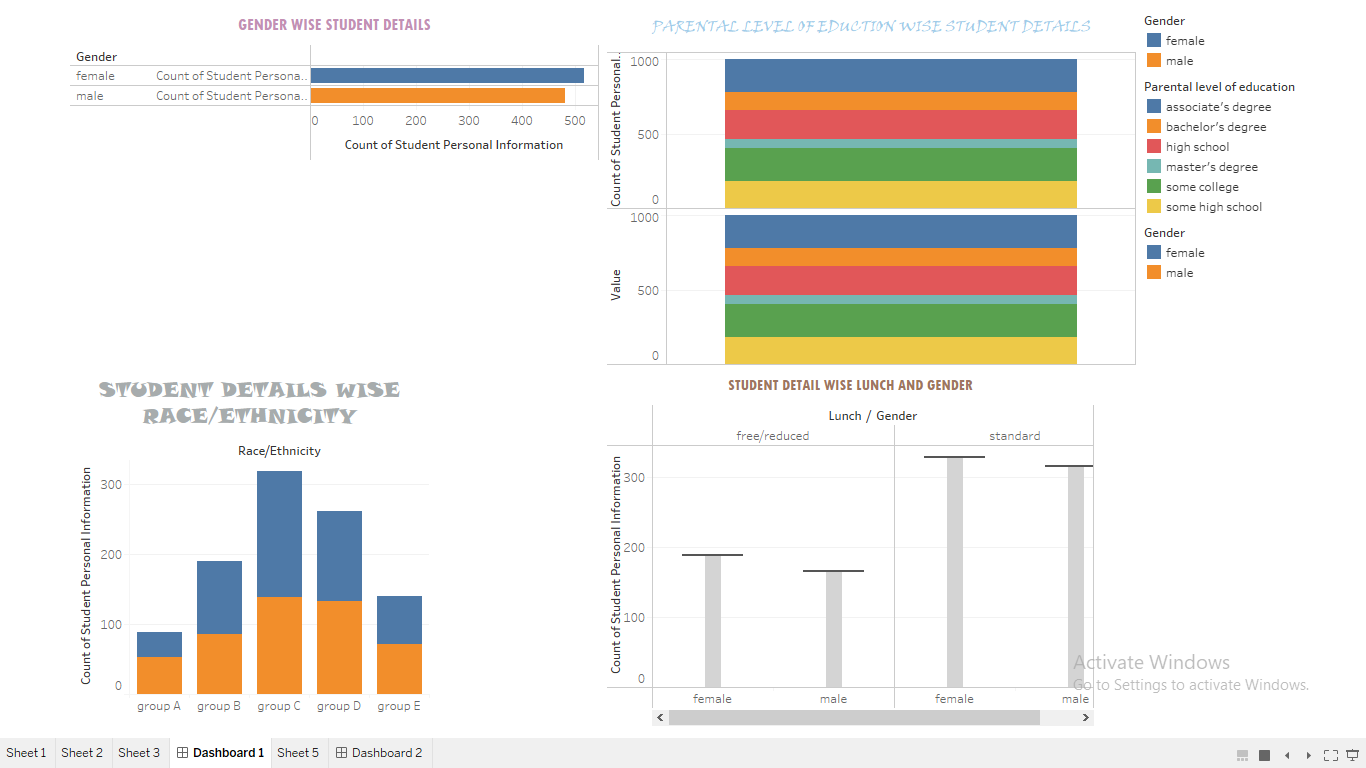 GENDER WISE STUDENT DETAILS
Gender
female Count of Student Persona..
male Count of Student Persona..
0 100 200 300 400 500
Count of Student Personal Information
PARENTAL LEVEL OF EDUCTION WISE STUDENT DETAILS
Count of Student Personal..
1000
500
0
Value
1000
500
0
Gender
female
male
Parental level of education
associate's degree
bachelor's degree
high school
master's degree
some college
some high school
Gender
female
male
STUDENT DETAILS WISE
RACE/ETHNICITY
Race/Ethnicity
Count of Student Personal Information
300
200
100
0
group A group B group C group D group E
STUDENT DETAIL WISE LUNCH AND GENDER
Lunch / Gender
free/reduced standard
Count of Student Personal Information
300
200
100
0
female male female male
Activate Windows
Go to Settings to activate Windows.
Sheet 1 Sheet 2 Sheet 3 Dashboard 1 Sheet 5 Dashboard 2